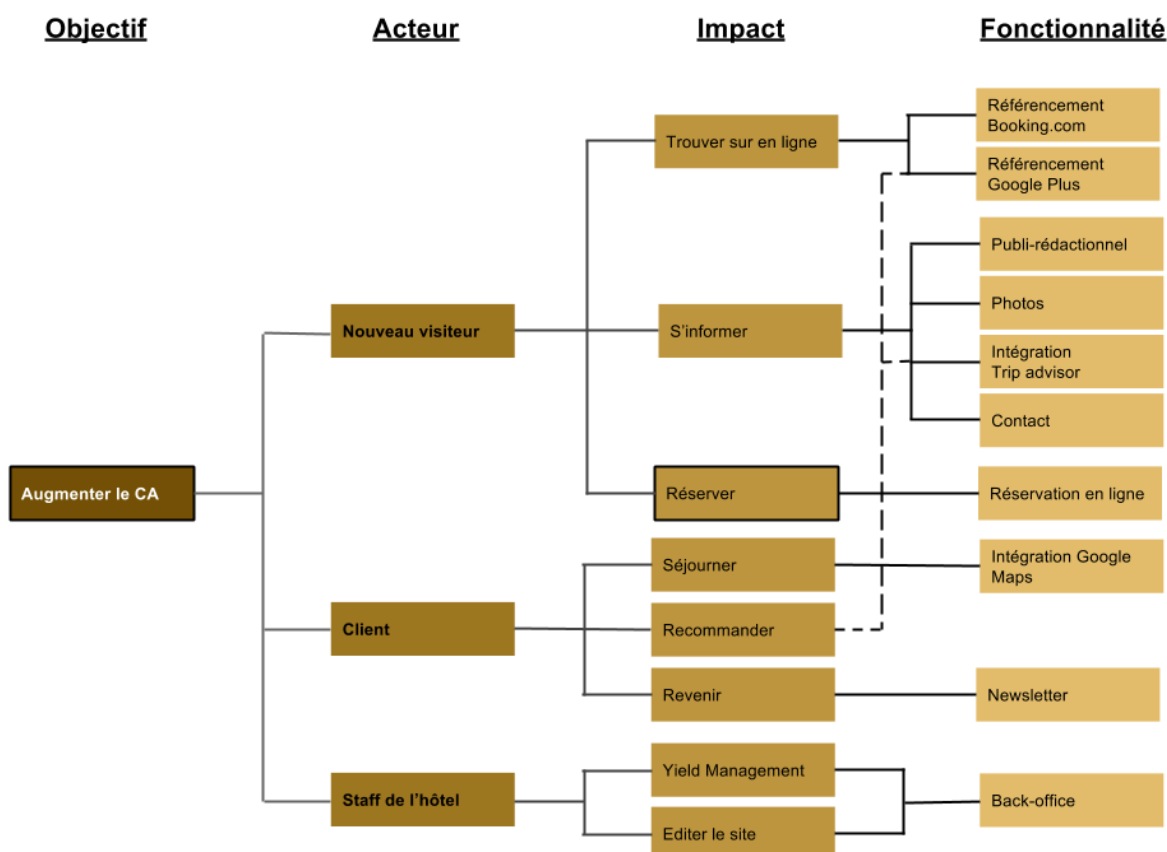 Objectif
Acteur
Impact
Fonctionnalité
Référencement
Booking.com
Trouver sur en ligne
Référencement
Google Plus
Publi-rédactionnel
Photos
Nouveau visiteur
S'informer
Intégration
Trip advisor
Contact
Augmenter le CA
Réserver
Réservation en ligne
Séjourner
Intégration Google
Maps
Client
Recommander
Revenir
Newsletter
Yield Management
Staff de l'hôtel
Back-office
Editer le site